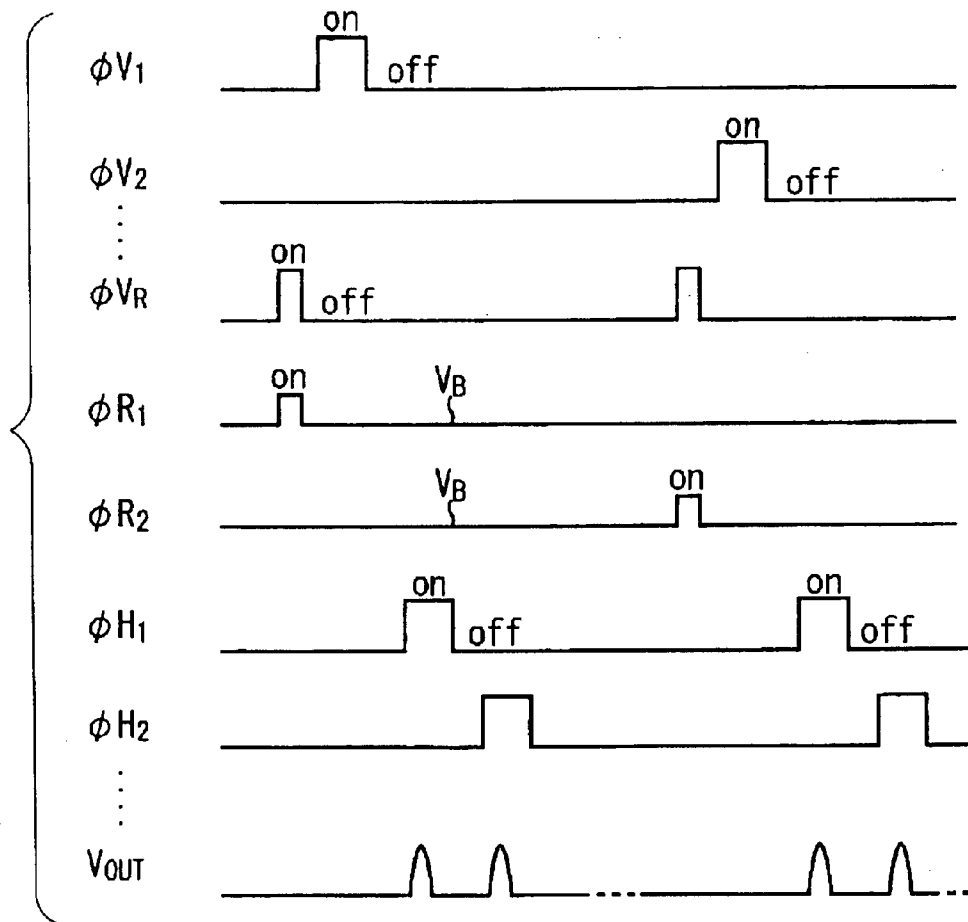 on
φV1 off
on
φV2 off
on
φVR off
on VB
φR1
VB on
φR2
on on
φH1 off off
φH2
VOUT